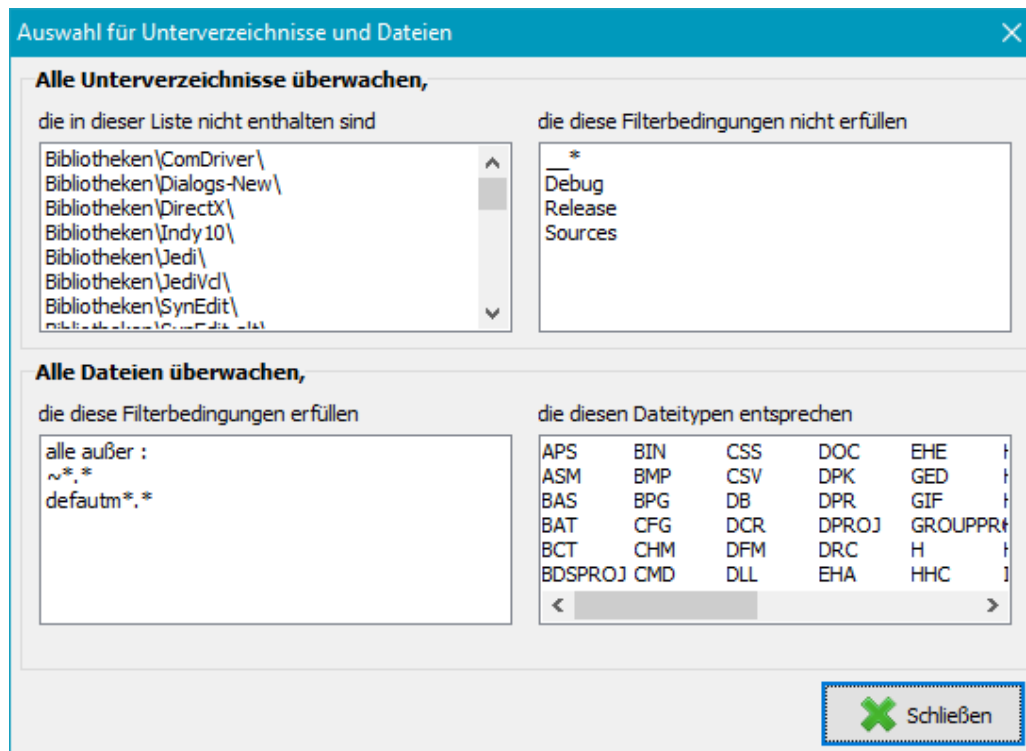 Auswahl für Unterverzeichnisse und Dateien
Alle Unterverzeichnisse überwachen,
die in dieser Liste nicht enthalten sind
Bibliotheken\ComDriver\
Bibliotheken\Dialogs-New\
Bibliotheken\DirectX\
Bibliotheken\Indy10\
Bibliotheken\Jedi\
Bibliotheken\JediVcl\
Bibliotheken\SynEdit\
Bibliotheken\SynEdit-alt\
die diese Filterbedingungen nicht erfüllen
__*
Debug
Release
Sources
Alle Dateien überwachen,
die diese Filterbedingungen erfüllen
alle außer :
~*.*
defautm*.*
die diesen Dateitypen entsprechen
APS BIN CSS DOC EHE
ASM BMP CSV DPK GED
BAS BPG DB DPR GIF
BAT CFG DCR DPROJ
BCT CHM DFM DRC H
BDSPROJ CMD DLL EHA HHC
Schließen